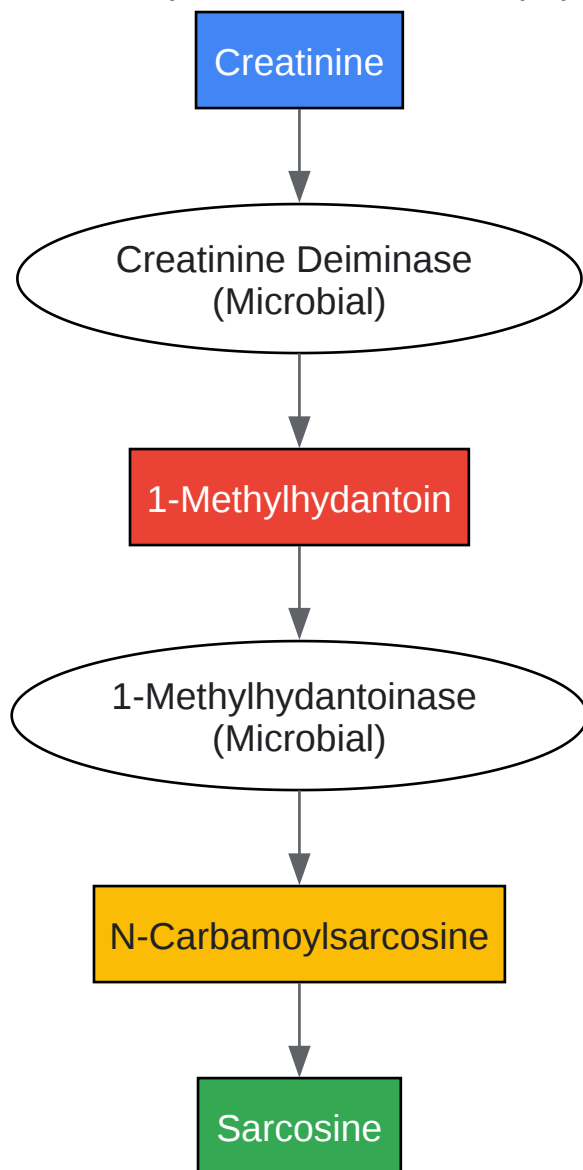 Creatinine
Creatinine Deiminase
(Microbial)
1-Methylhydantoin
1-Methylhydantoinase
(Microbial)
N-Carbamoylsarcosine
Sarcosine